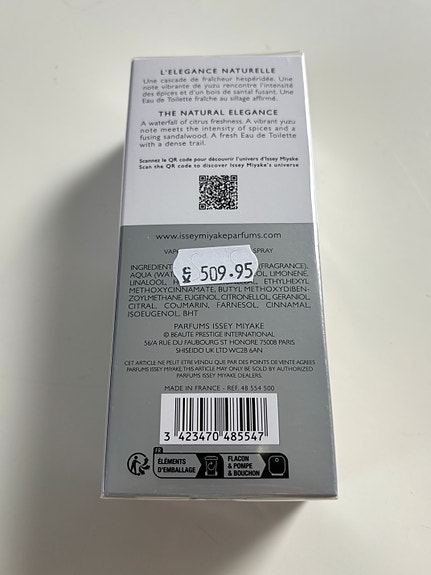 L'ELEGANCE NATURELLE
Une cascade de fraîcheur hespéridée. Une
note vibrante de yuzu rencontre l'intensité
des épices et d'un bois de santal fusant. Une
Eau de Toilette fraîche au sillage affirmé.
THE NATURAL ELEGANCE
A waterfall of citrus freshness. A vibrant yuzu
note meets the intensity of spices and a
fusing sandalwood. A fresh Eau de Toilette
with a dense trail.
Scannez le QR code pour découvrir l'univers d'Issey Miyake
Scan the QR code to discover Issey Miyake's universe
www.isseymiyakeparfums.com
SPRAY
509.95
(FRAGRANCE),
LIMONENE,
LINALOOL, ETHYLHEXYL
METHOXYCINNAMATE, BUTYL METHOXYDIBEN-
ZOYLMETHANE, EUGENOL, CITRONELLOL, GERANIOL,
CITRAL, COUMARIN, FARNESOL, CINNAMAL,
ISOEUGENOL, BHT
PARFUMS ISSEY MIYAKE
© BEAUTE PRESTIGE INTERNATIONAL
56/A RUE DU FAUBOURG ST HONORE 75008 PARIS
SHISEIDO UK LTD WC2B 6AN
CET ARTICLE NE PEUT ETRE VENDU QUE PAR DES POINTS DE VENTE AGREES
PARFUMS ISSEY MIYAKE THIS ARTICLE MAY ONLY BE SOLD BY AUTHORIZED
PARFUMS ISSEY MIYAKE DEALERS.
MADE IN FRANCE - REF. 48 554 500
3 423470 485547
FR
ÉLÉMENTS
D'EMBALLAGE
FLACON
& POMPE
& BOUCHON